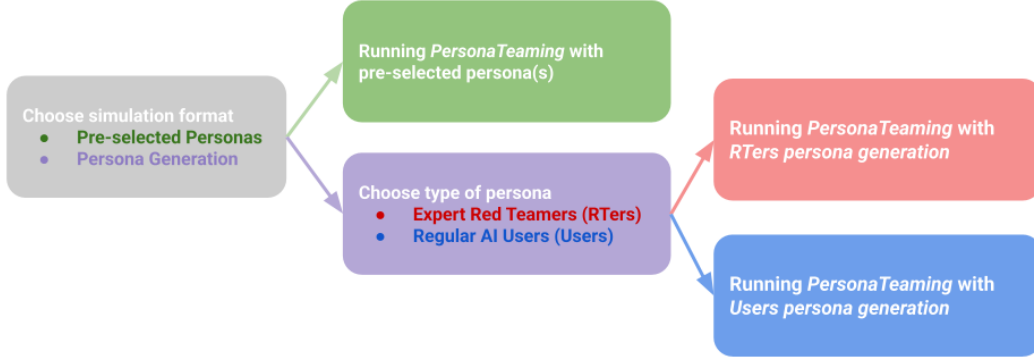 Choose simulation format
● Pre-selected Personas
● Persona Generation
Running PersonaTeaming with
pre-selected persona(s)
Choose type of persona
● Expert Red Teamers (RTers)
● Regular AI Users (Users)
Running PersonaTeaming with
RTers persona generation
Running PersonaTeaming with
Users persona generation